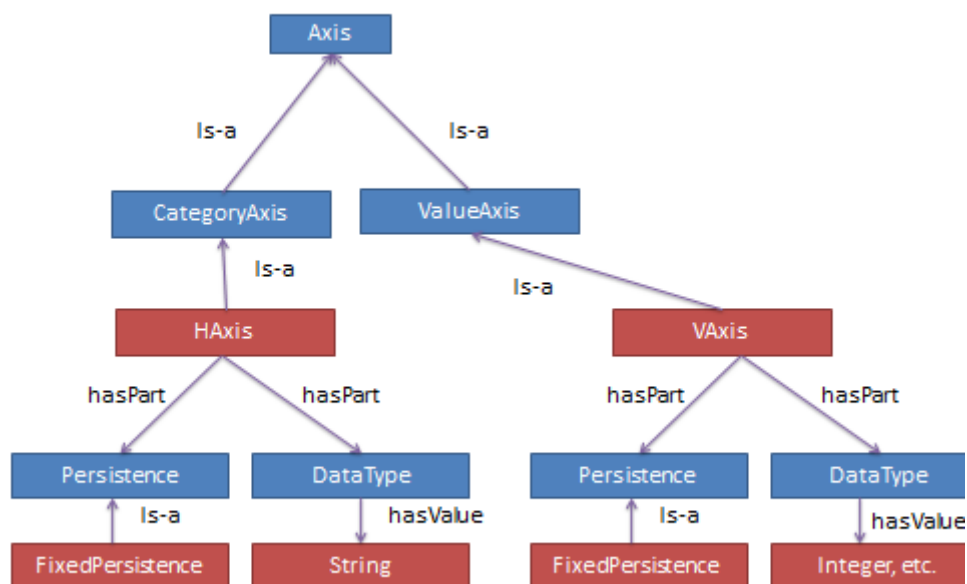 Axis
Is-a
Is-a
CategoryAxis
ValueAxis
Is-a
Is-a
HAxis
VAxis
hasPart
hasPart
hasPart
hasPart
Persistence
DataType
Persistence
DataType
Is-a
hasValue
Is-a
hasValue
FixedPersistence
String
FixedPersistence
Integer, etc.